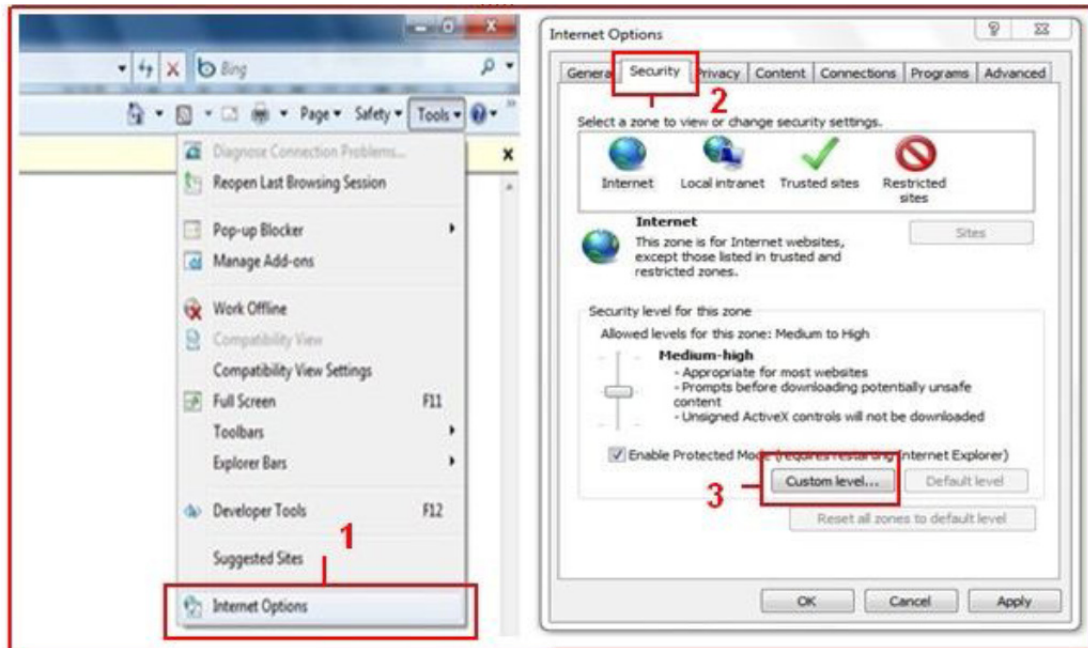 Bing
Page Safety Tools
Diagnose Connection Problems...
Reopen Last Browsing Session
Pop-up Blocker
Manage Add-ons
Work Offline
Compatibility View
Compatibility View Settings
Full Screen F11
Toolbars
Explorer Bars
Developer Tools F12
1
Suggested Sites
Internet Options
Internet Options
General Security Privacy Content Connections Programs Advanced
2
Select a zone to view or change security settings.
Internet Local intranet Trusted sites Restricted sites
Internet
Sites
This zone is for Internet websites,
except those listed in trusted and
restricted zones.
Security level for this zone
Allowed levels for this zone: Medium to High
Medium-high
- Appropriate for most websites
- Prompts before downloading potentially unsafe
content
- Unsigned ActiveX controls will not be downloaded
Enable Protected Mode (requires restarting Internet Explorer)
3
Custom level... Default level
Reset all zones to default level
OK Cancel Apply